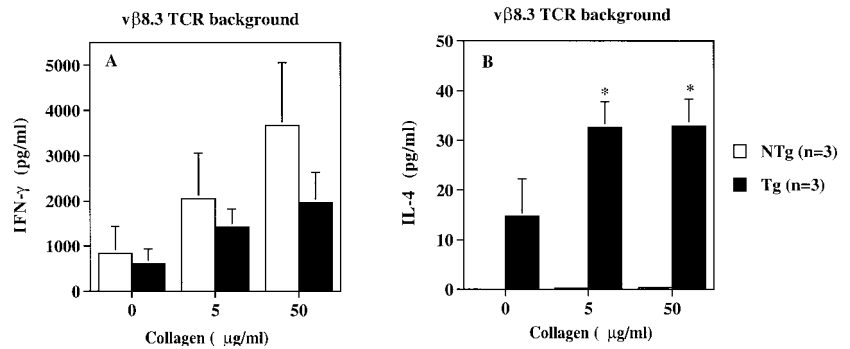 vβ8.3 TCR background
A
IFN-γ (pg/ml)
5000
4000
3000
2000
1000
0
0 5 50
Collagen ( μg/ml)
vβ8.3 TCR background
B
IL-4 (pg/ml)
50
40
30
20
10
0
* *
0 5 50
Collagen ( μg/ml)
NTg (n=3)
Tg (n=3)